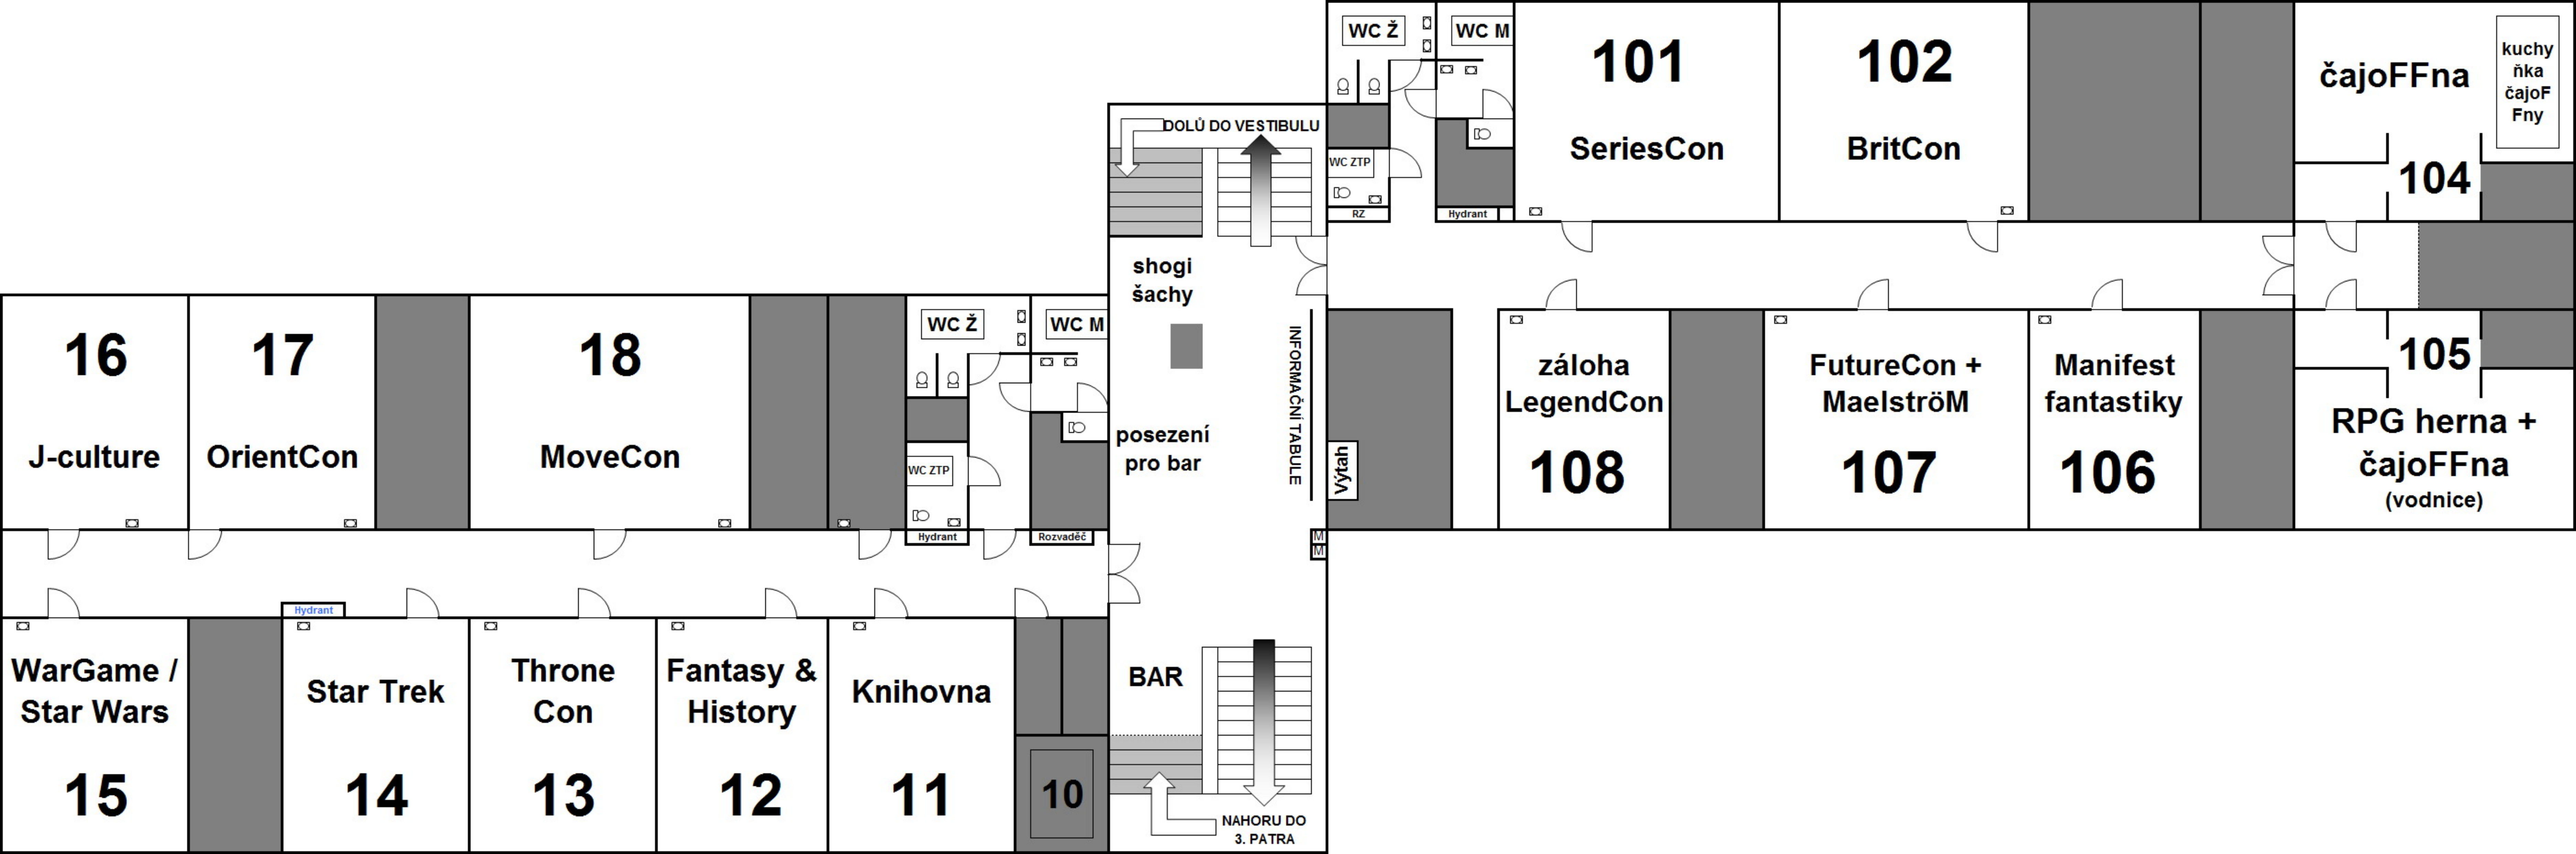 WC Ž
WC M
101
SeriesCon
102
BritCon
čajoFFna
kuchy
ňka
čajoF
Fny
104
DOLŮ DO VESTIBULU
WC ZTP
RZ
Hydrant
shogi
šachy
posezení
pro bar
INFORMAČNÍ TABULE
Výtah
M
M
záloha
LegendCon
108
FutureCon +
MaelströM
107
Manifest
fantastiky
106
105
RPG herna +
čajoFFna
(vodnice)
16
J-culture
17
OrientCon
18
MoveCon
WC Ž
WC M
WC ZTP
Hydrant
Rozvaděč
Hydrant
WarGame /
Star Wars
15
Star Trek
14
Throne
Con
13
Fantasy &
History
12
Knihovna
11
10
BAR
NAHORU DO
3. PATRA